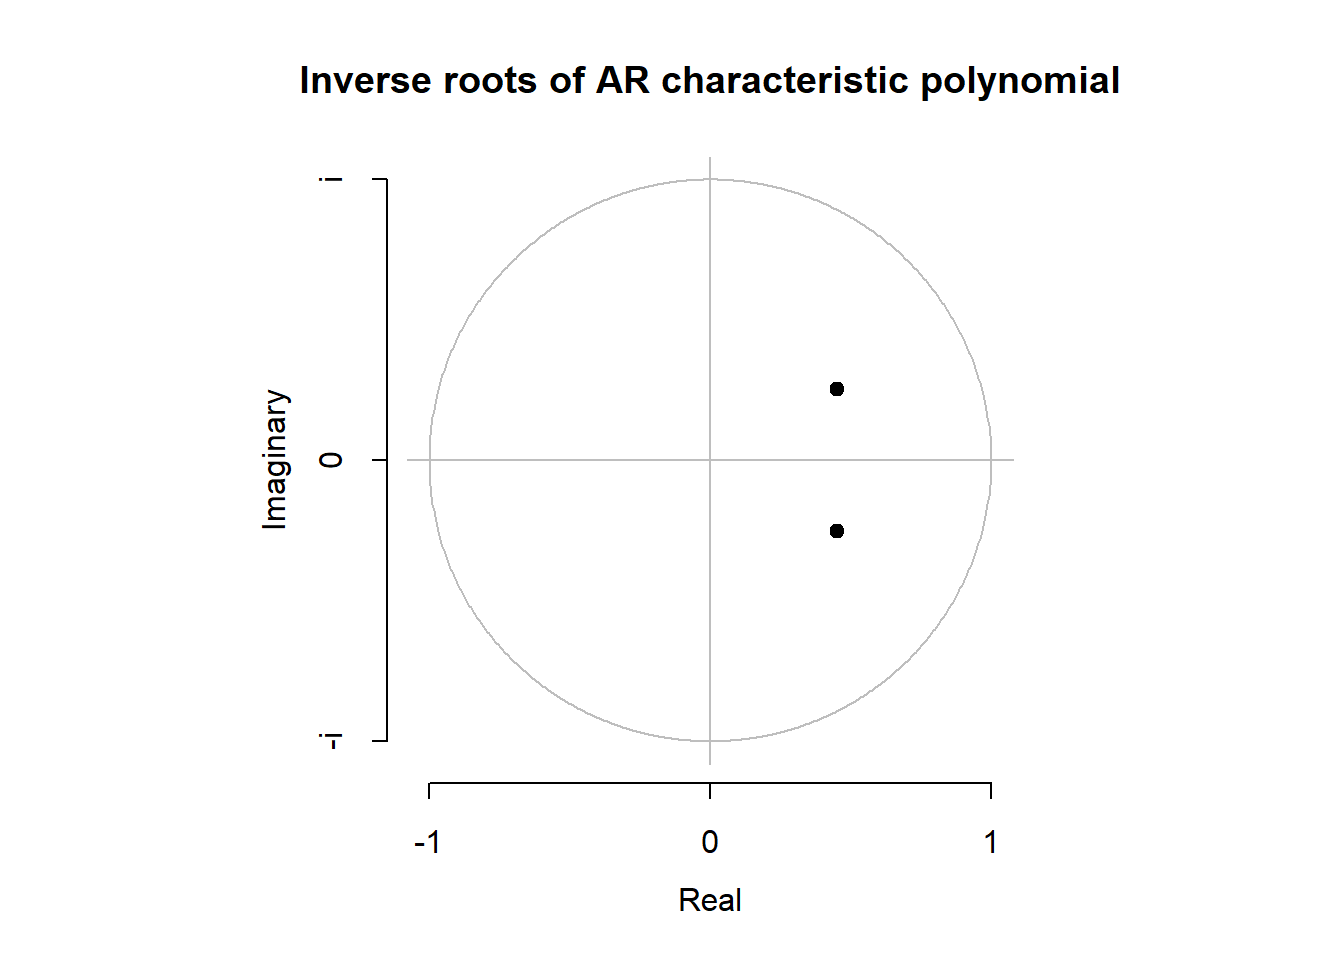 Inverse roots of AR characteristic polynomial
i
0
-i
Imaginary
-1 0 1
Real